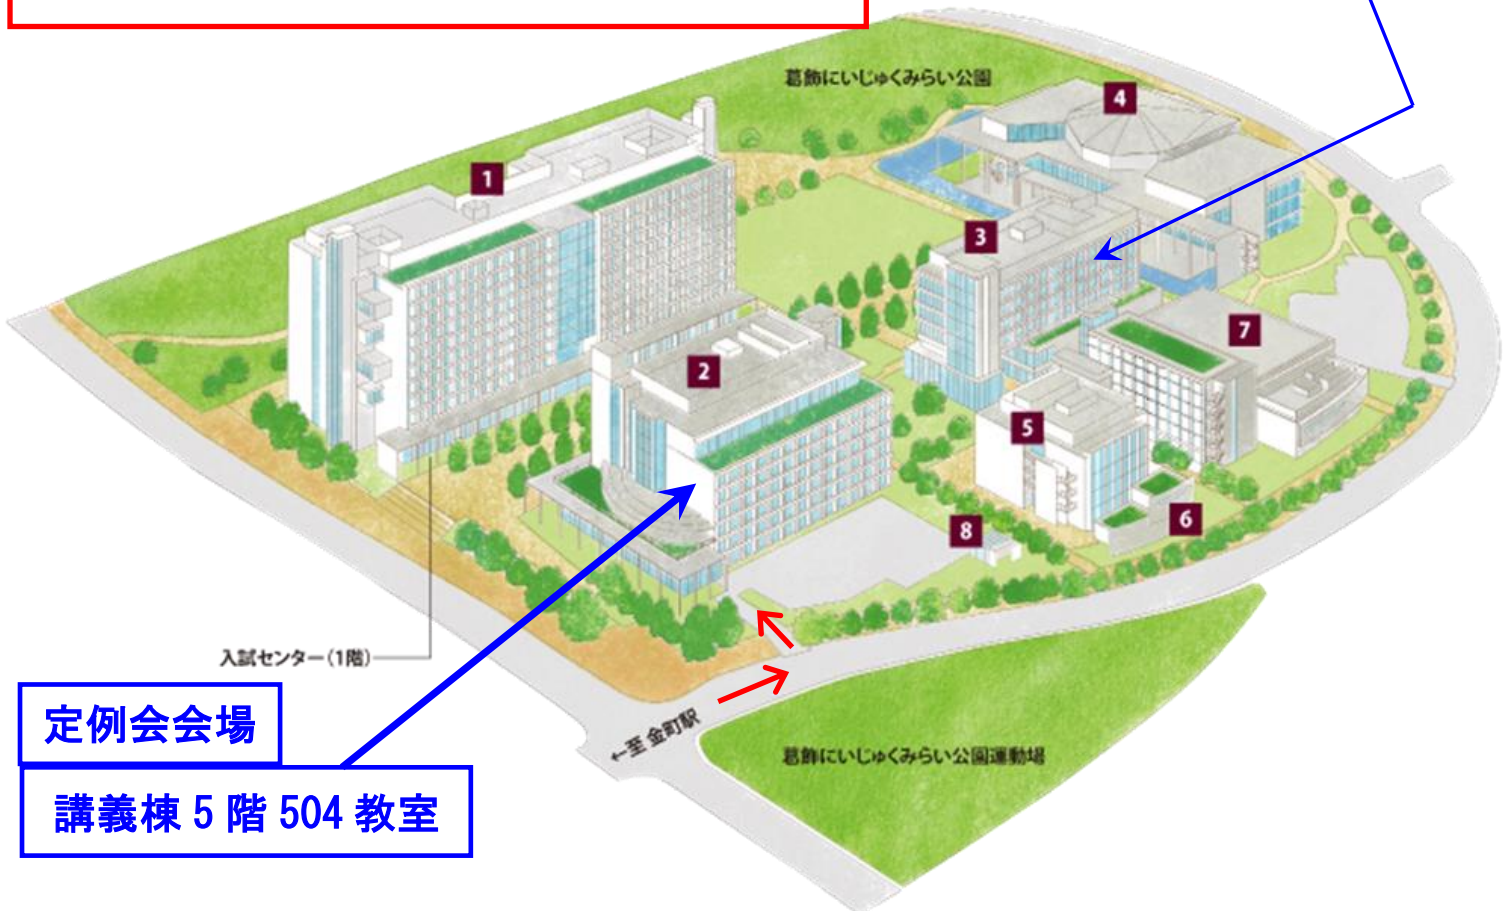 葛飾にいじゅくみらい公園
4
1
3
7
2
5
6
8
入試センター(1階)
定例会会場
←至 金町駅
葛飾にいじゅくみらい公園運動場
講義棟 5 階 504 教室